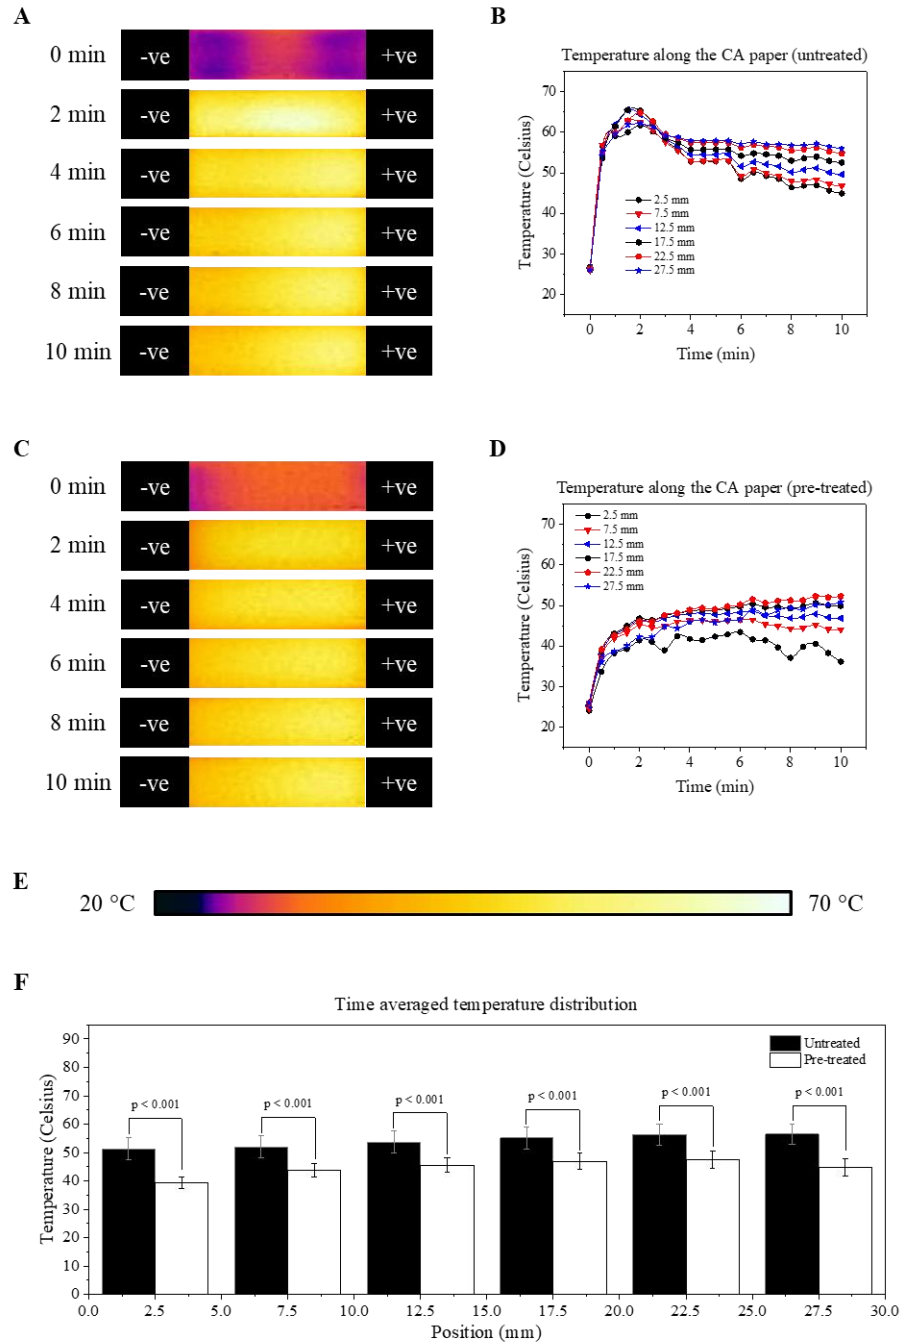 A
0 min -ve +ve
2 min -ve +ve
4 min -ve +ve
6 min -ve +ve
8 min -ve +ve
10 min -ve +ve
B
Temperature along the CA paper (untreated)
Temperature (Celsius)
70
60
50
40
30
20
2.5 mm
7.5 mm
12.5 mm
17.5 mm
22.5 mm
27.5 mm
0 2 4 6 8 10
Time (min)
C
0 min -ve +ve
2 min -ve +ve
4 min -ve +ve
6 min -ve +ve
8 min -ve +ve
10 min -ve +ve
D
Temperature along the CA paper (pre-treated)
Temperature (Celsius)
70
60
50
40
30
20
2.5 mm
7.5 mm
12.5 mm
17.5 mm
22.5 mm
27.5 mm
0 2 4 6 8 10
Time (min)
E
20 °C 70 °C
F
Time averaged temperature distribution
Temperature (Celsius)
90
80
70
60
50
40
30
20
10
0
Untreated
Pre-treated
p < 0.001 p < 0.001 p < 0.001 p < 0.001 p < 0.001 p < 0.001
0.0 2.5 7.5 10.0 12.5 15.0 17.5 20.0 22.5 25.0 27.5 30.0
Position (mm)